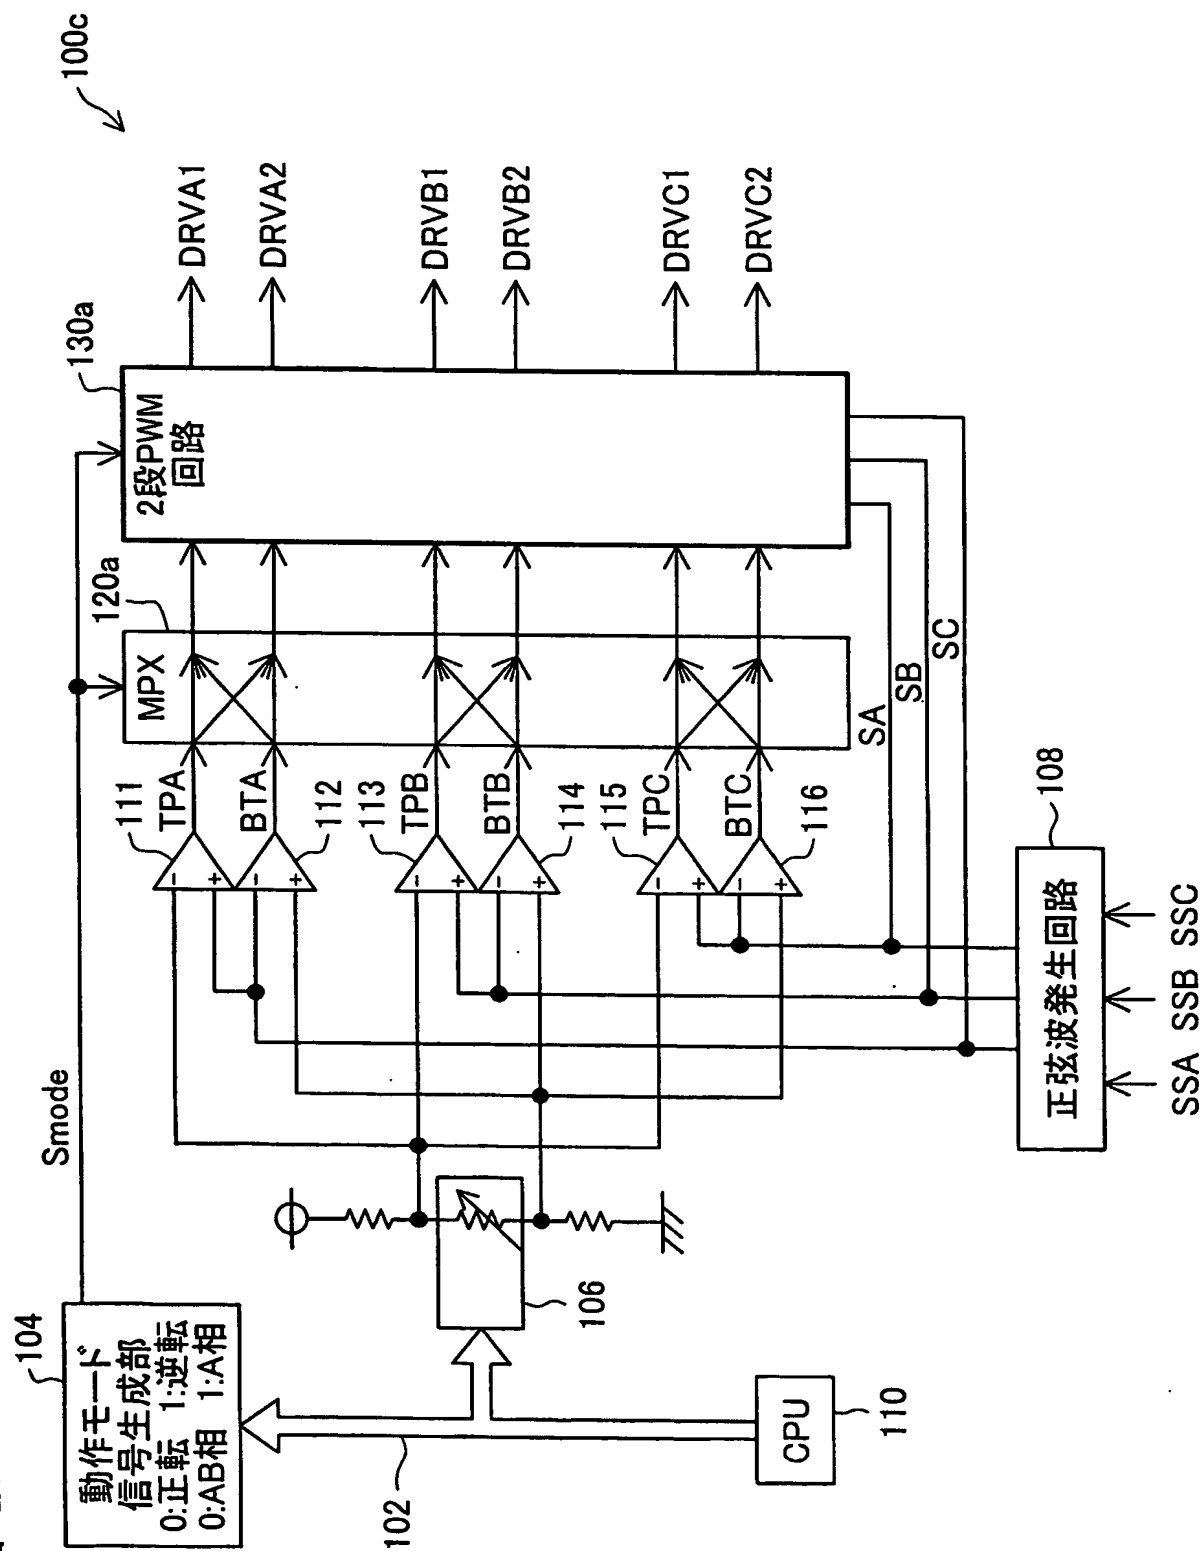 100c
104
動作モード
信号生成部
0:正転 1:逆転
0:AB相 1:A相
Smode
102
CPU
110
106
111
TPA
BTA
112
113
TPB
BTB
114
115
TPC
BTC
116
-
+
-
+
-
+
-
+
-
+
-
+
120a
MPX
130a
2段PWM
回路
DRVA1
DRVA2
DRVB1
DRVB2
DRVC1
DRVC2
SA
SB
SC
108
正弦波発生回路
SSA SSB SSC